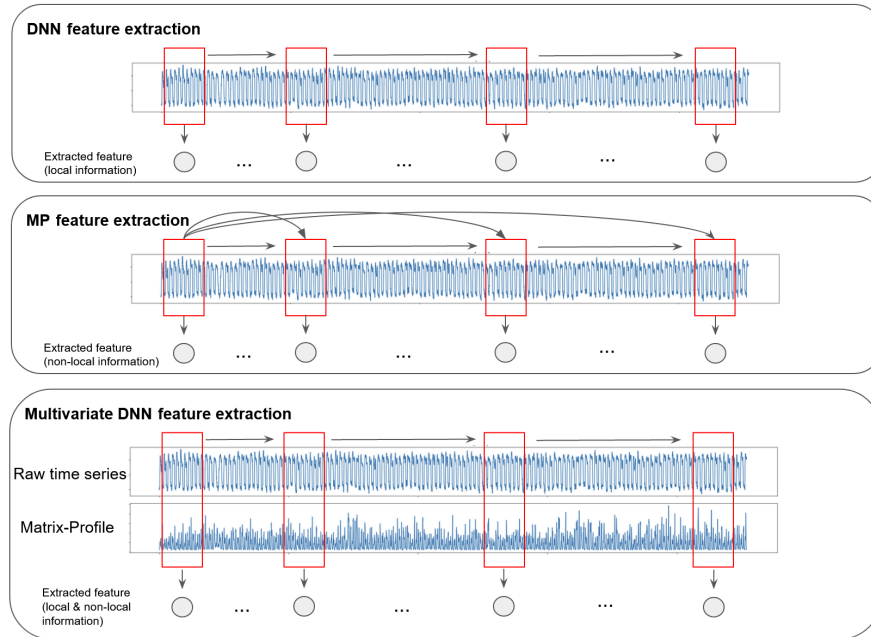 DNN feature extraction
Extracted feature
(local information)
... ... ...
MP feature extraction
Extracted feature
(non-local information)
... ... ...
Multivariate DNN feature extraction
Raw time series
Matrix-Profile
Extracted feature
(local & non-local
information)
... ... ...